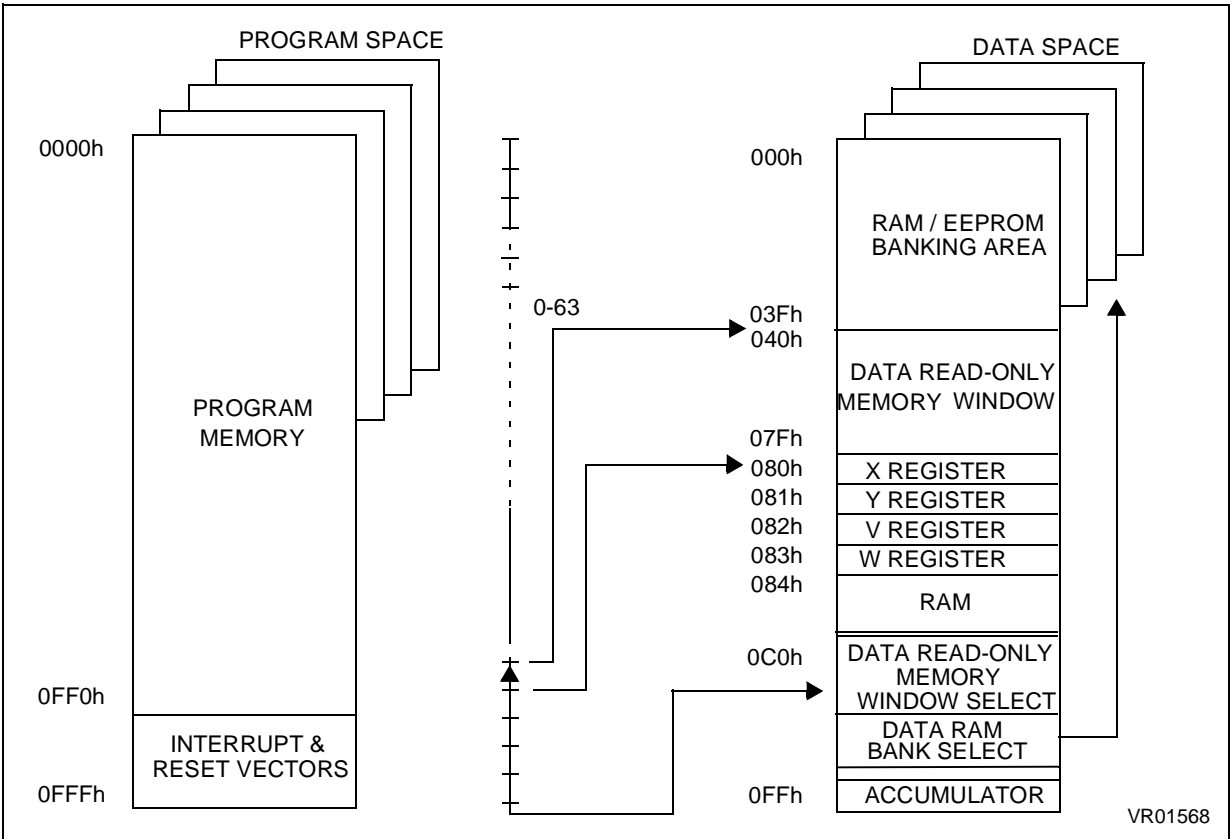 PROGRAM SPACE
0000h
PROGRAM
MEMORY
0FF0h
INTERRUPT &
RESET VECTORS
0FFFh
0-63
DATA SPACE
000h
RAM / EEPROM
BANKING AREA
03Fh
040h
DATA READ-ONLY
MEMORY WINDOW
07Fh
080h
X REGISTER
081h
Y REGISTER
082h
V REGISTER
083h
W REGISTER
084h
RAM
0C0h
DATA READ-ONLY
MEMORY
WINDOW SELECT
DATA RAM
BANK SELECT
0FFh
ACCUMULATOR
VR01568